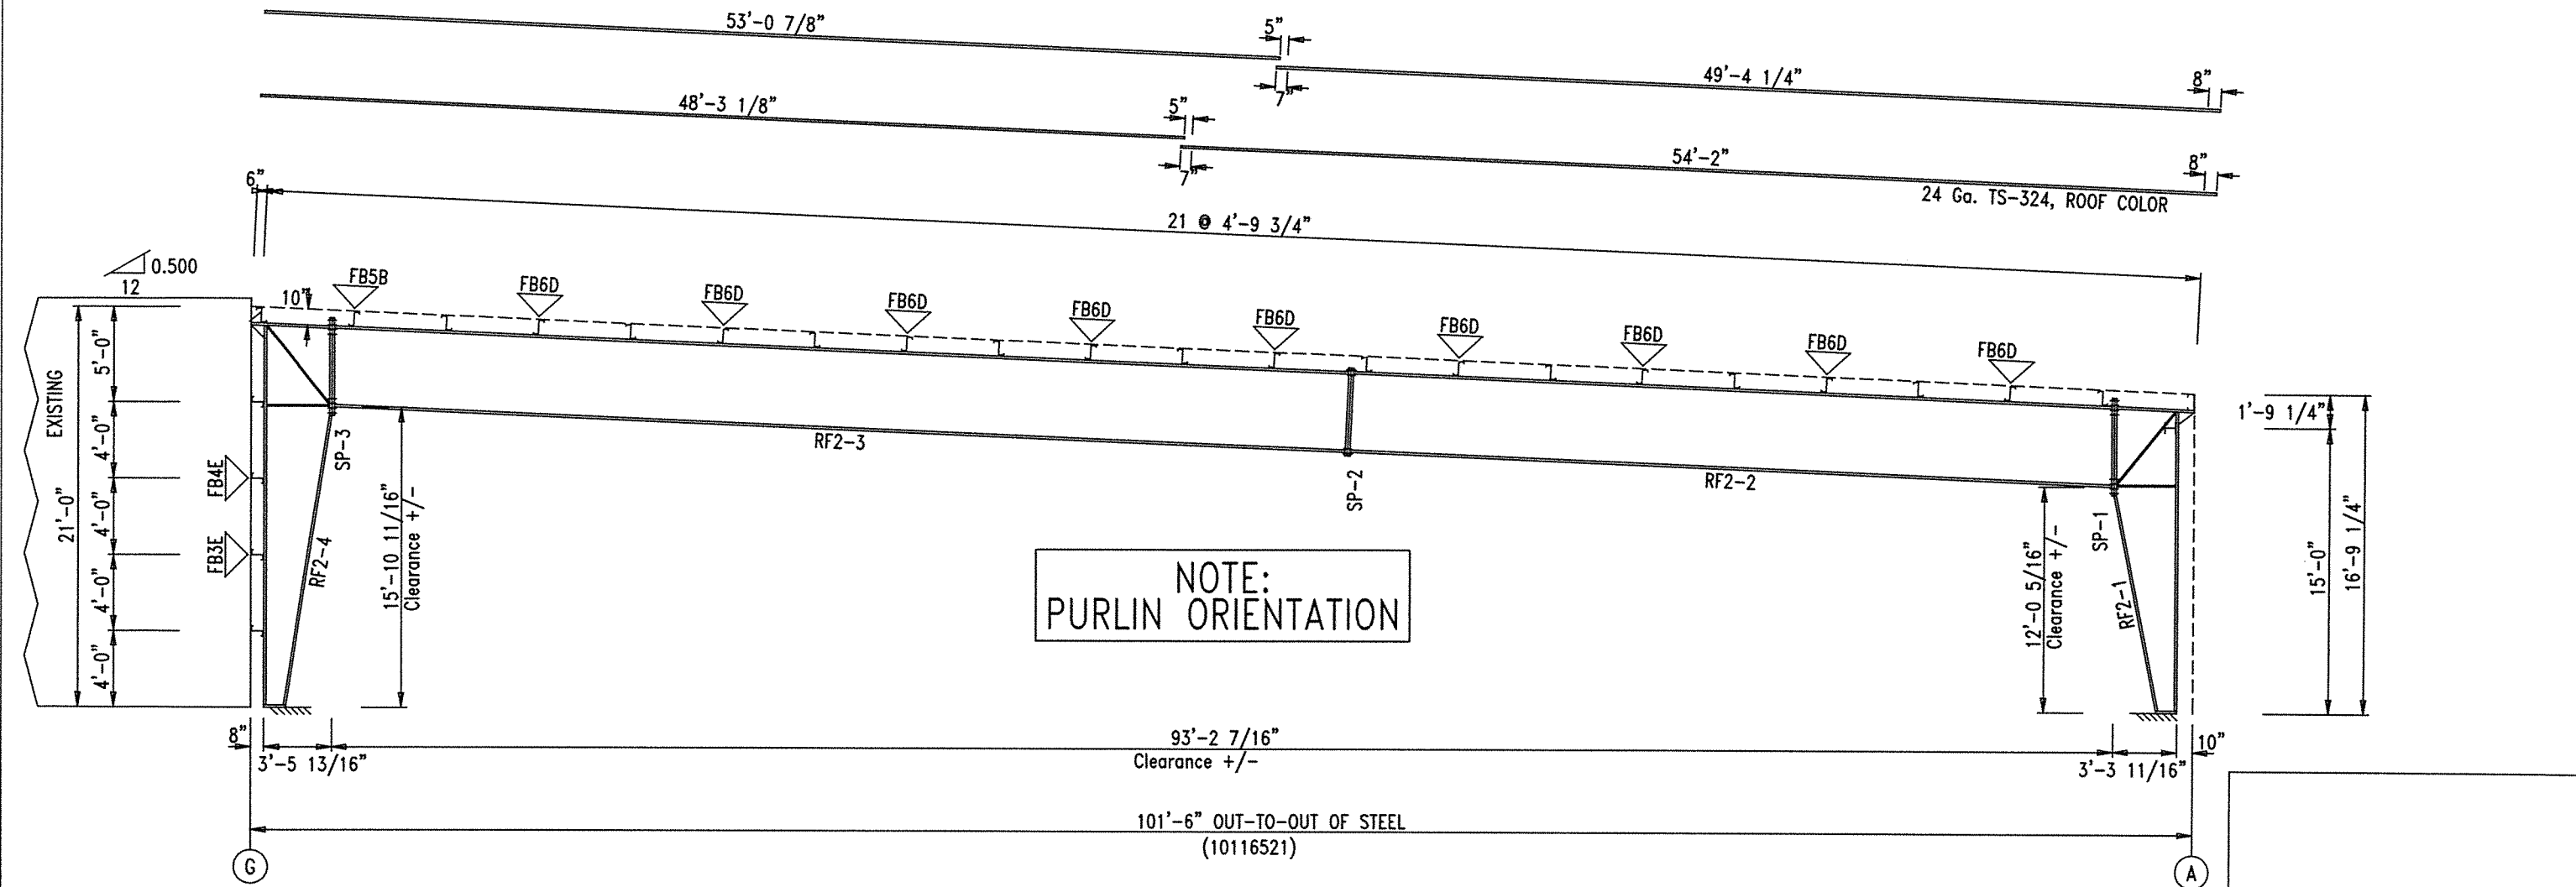 53'-0 7/8"
5"
49'-4 1/4"
8"
7"
48'-3 1/8"
5"
54'-2"
8"
7"
24 Ga. TS-324, ROOF COLOR
6"
21 @ 4'-9 3/4"
0.500
12
10"
FB5B
FB6D
FB6D
FB6D
FB6D
FB6D
FB6D
FB6D
FB6D
FB6D
EXISTING
21'-0"
5'-0"
4'-0"
4'-0"
4'-0"
4'-0"
FB4E
FB3E
SP-3
RF2-4
15'-10 11/16"
Clearance +/-
RF2-3
SP-2
RF2-2
NOTE:
PURLIN ORIENTATION
12'-0 5/16"
Clearance +/-
SP-1
RF2-1
1'-9 1/4"
15'-0"
16'-9 1/4"
8"
3'-5 13/16"
93'-2 7/16"
Clearance +/-
3'-3 11/16"
10"
101'-6" OUT-TO-OUT OF STEEL
(10116521)
G
A